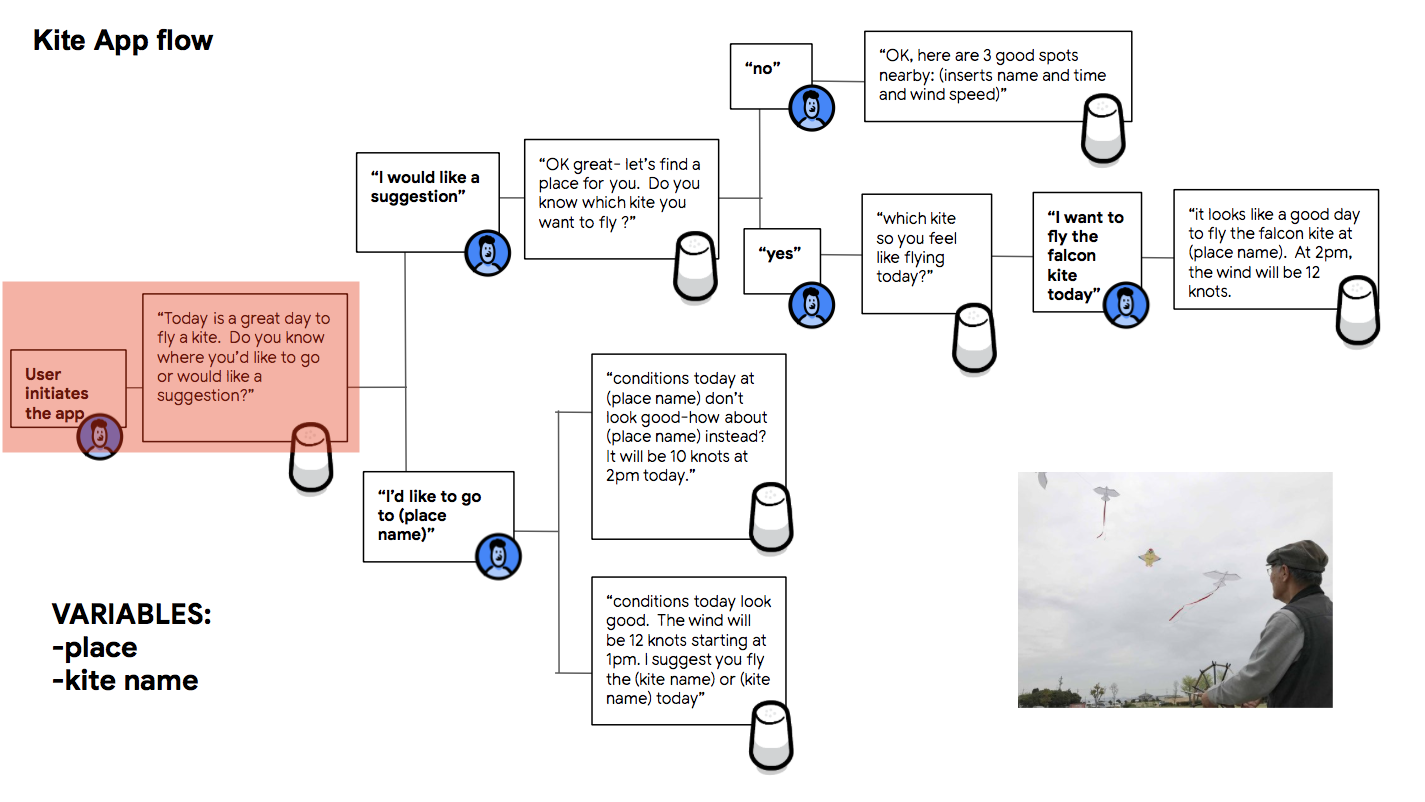 Kite App flow
“no”
“OK, here are 3 good spots
nearby: (inserts name and time
and wind speed)”
“I would like a
suggestion”
“OK great- let’s find a
place for you. Do you
know which kite you
want to fly ?”
“yes”
“which kite
so you feel
like flying
today?”
“I want to
fly the
falcon
kite
today”
“it looks like a good day
to fly the falcon kite at
(place name). At 2pm,
the wind will be 12
knots.
User
initiates
the app
“Today is a great day to
fly a kite. Do you know
where you’d like to go
or would like a
suggestion?”
“I’d like to go
to (place
name)”
“conditions today at
(place name) don’t
look good-how about
(place name) instead?
It will be 10 knots at
2pm today.”
“conditions today look
good. The wind will
be 12 knots starting at
1pm. I suggest you fly
the (kite name) or (kite
name) today”
VARIABLES:
-place
-kite name